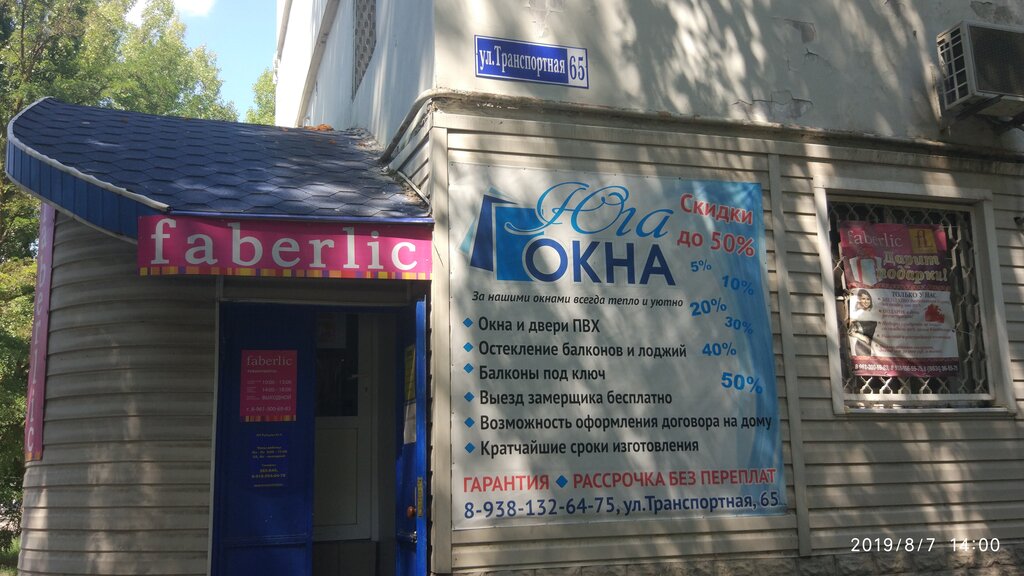 ул.Транспортная 65
faberlic
Юга
ОКНА
Скидки
до 50%
5%
10%
20%
30%
40%
50%
За нашими окнами всегда тепло и уютно
Окна и двери ПВХ
Остекление балконов и лоджий
Балконы под ключ
Выезд замерщика бесплатно
Возможность оформления договора на дому
Кратчайшие сроки изготовления
ГАРАНТИЯ ◆ РАССРОЧКА БЕЗ ПЕРЕПЛАТ
8-938-132-64-75, ул.Транспортная, 65
faberlic
faberlic
Дарит
подарки!
ТОЛЬКО У НАС
2019/8/7 14:00